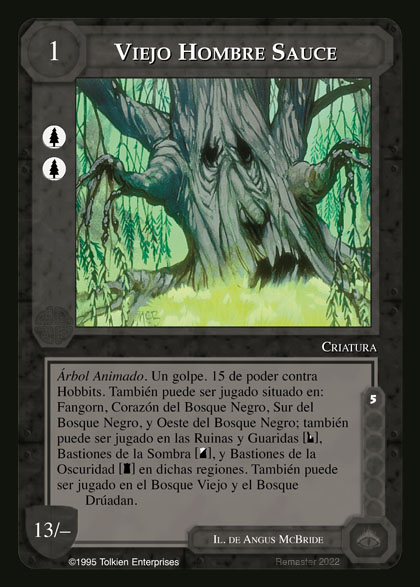 1
VIEJO HOMBRE SAUCE
MCB
CRIATURA
Árbol Animado. Un golpe. 15 de poder contra
Hobbits. También puede ser jugado situado en:
Fangorn, Corazón del Bosque Negro, Sur del
Bosque Negro, y Oeste del Bosque Negro; también
puede ser jugado en las Ruinas y Guaridas [],
Bastiones de la Sombra [], y Bastiones de la
Oscuridad [] en dichas regiones. También puede
ser jugado en el Bosque Viejo y el Bosque
Drúadan.
5
13/–
IL. DE ANGUS MCBRIDE
©1995 Tolkien Enterprises
Remaster 2022